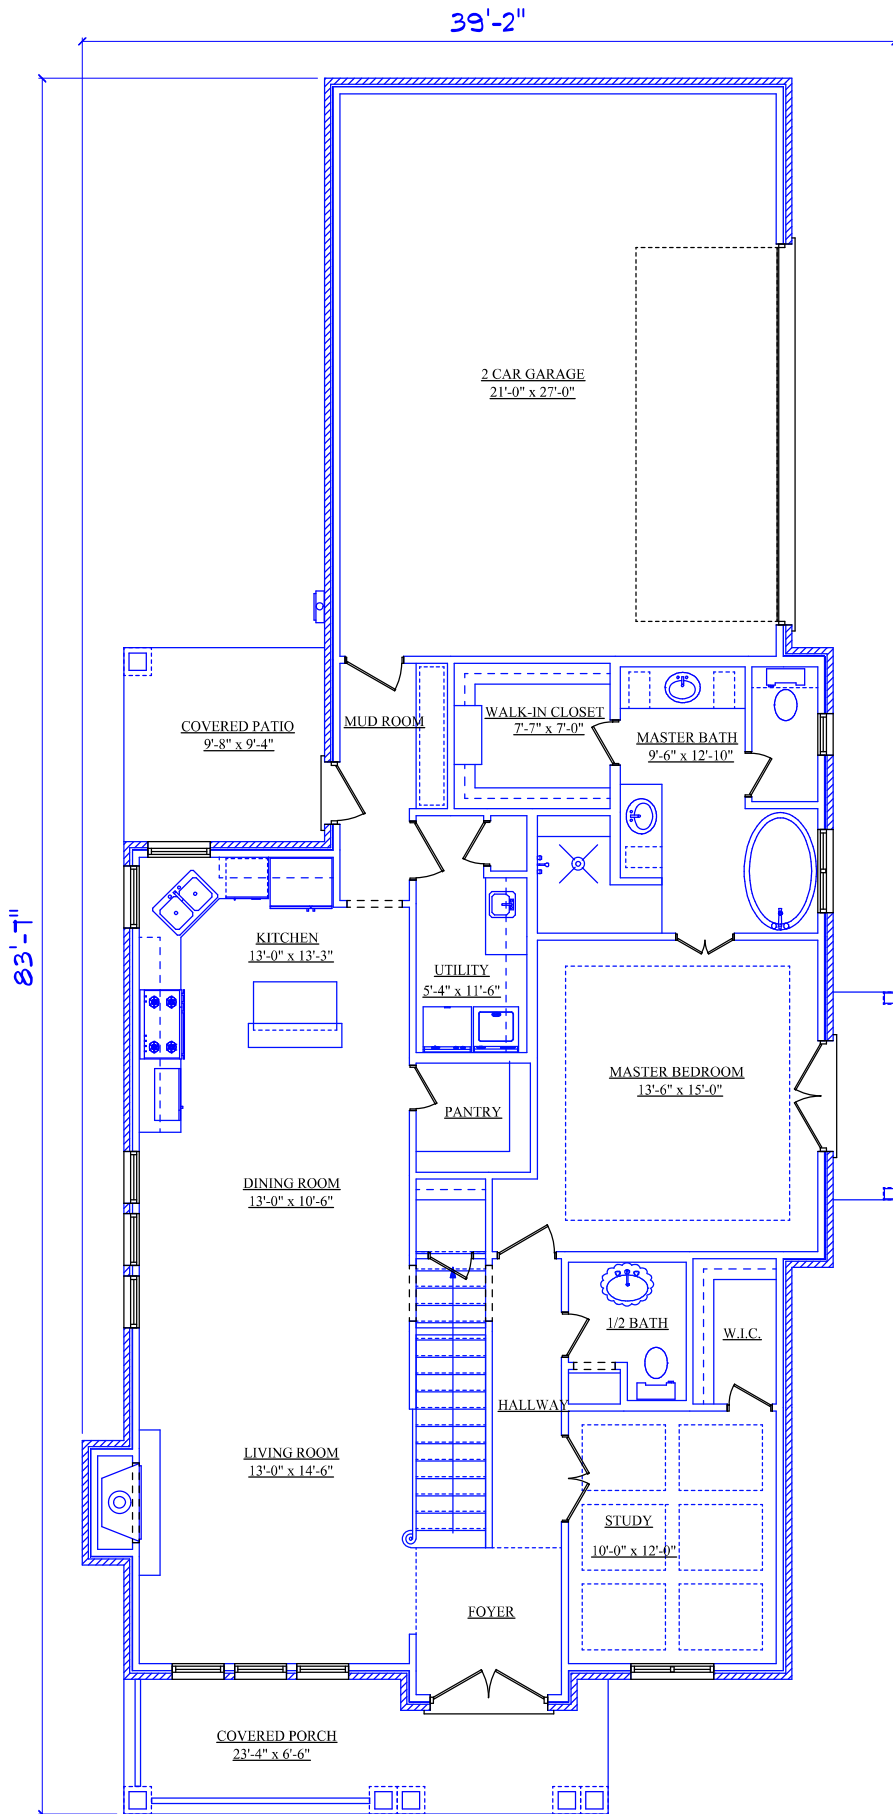 39'-2"
2 CAR GARAGE
21'-0" x 27'-0"
COVERED PATIO
9'-8" x 9'-4"
MUD ROOM
WALK-IN CLOSET
7'-7" x 7'-0"
MASTER BATH
9'-6" x 12'-10"
83'-7"
KITCHEN
13'-0" x 13'-3"
UTILITY
5'-4" x 11'-6"
MASTER BEDROOM
13'-6" x 15'-0"
PANTRY
DINING ROOM
13'-0" x 10'-6"
1/2 BATH
W.I.C.
HALLWAY
LIVING ROOM
13'-0" x 14'-6"
STUDY
10'-0" x 12'-0"
FOYER
COVERED PORCH
23'-4" x 6'-6"